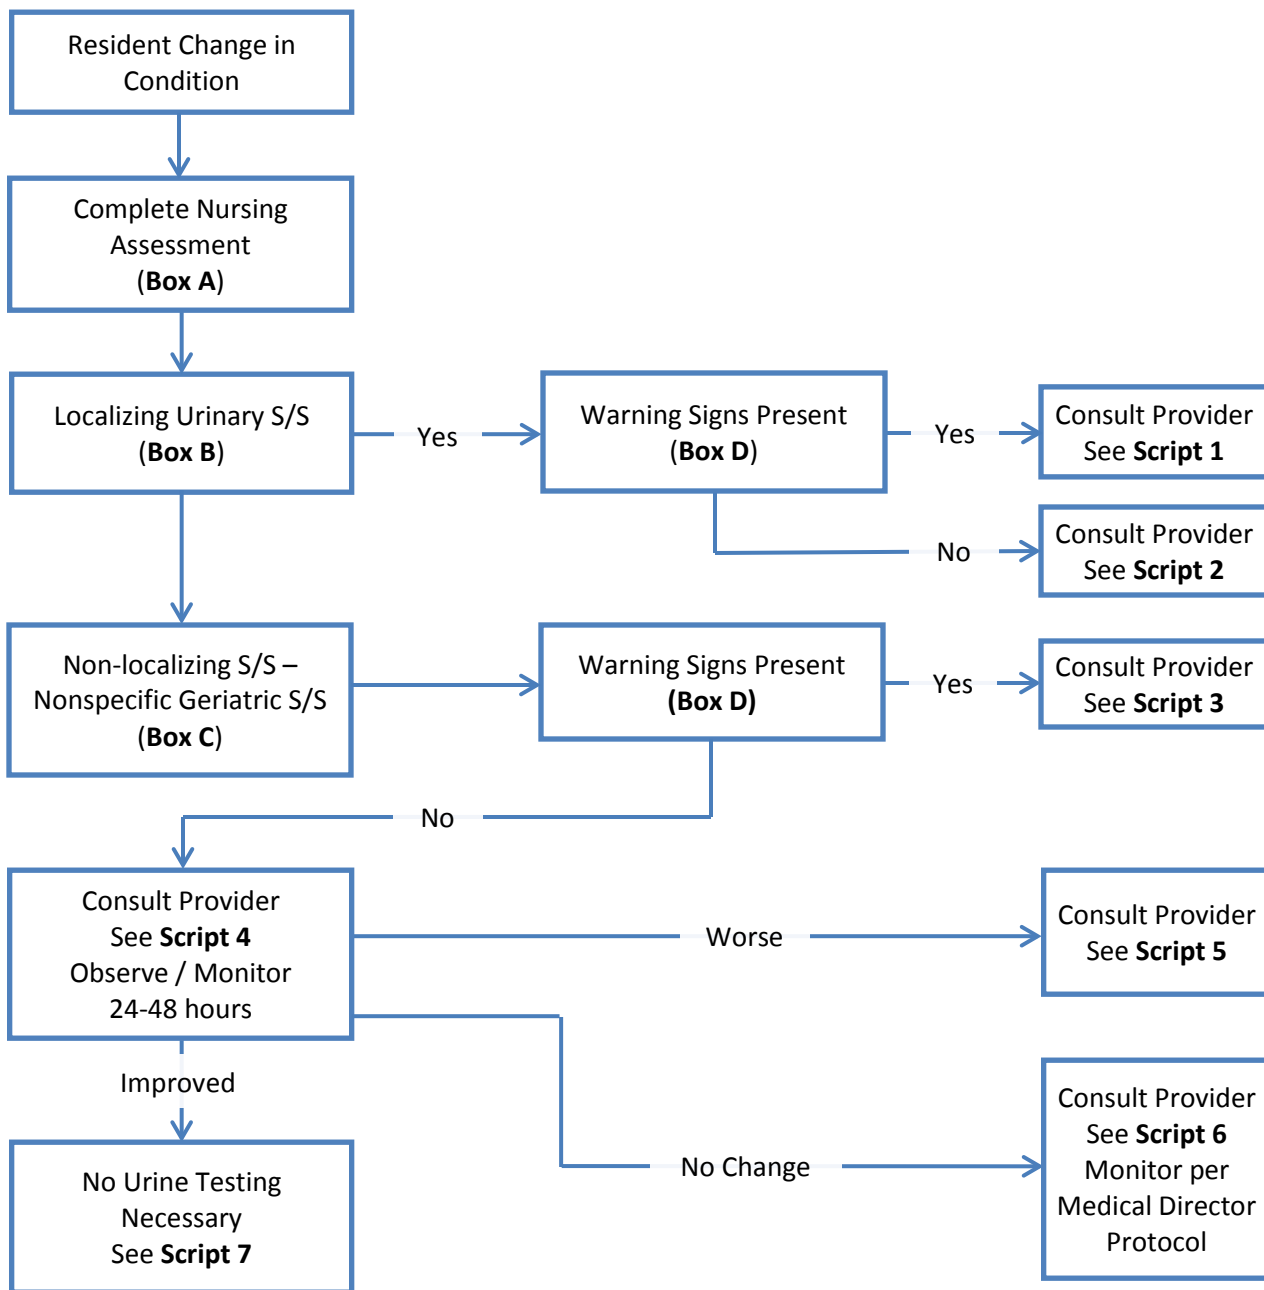 Resident Change in
Condition
Complete Nursing
Assessment
(Box A)
Localizing Urinary S/S
(Box B)
Yes
Warning Signs Present
(Box D)
Yes
Consult Provider
See Script 1
No
Consult Provider
See Script 2
Non-localizing S/S –
Nonspecific Geriatric S/S
(Box C)
Warning Signs Present
(Box D)
Yes
Consult Provider
See Script 3
No
Consult Provider
See Script 4
Observe / Monitor
24-48 hours
Worse
Consult Provider
See Script 5
Improved
No Change
Consult Provider
See Script 6
Monitor per
Medical Director
Protocol
No Urine Testing
Necessary
See Script 7